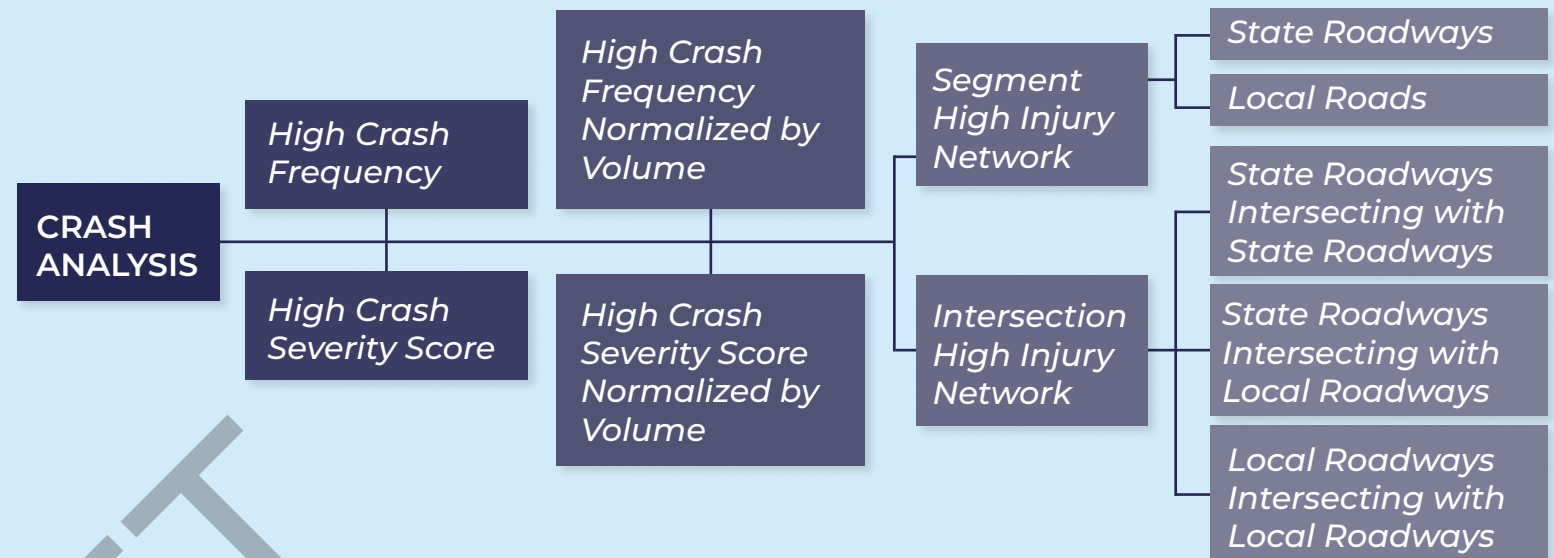 CRASH
ANALYSIS
High Crash
Frequency
High Crash
Severity Score
High Crash
Frequency
Normalized by
Volume
High Crash
Severity Score
Normalized by
Volume
Segment
High Injury
Network
Intersection
High Injury
Network
State Roadways
Local Roads
State Roadways
Intersecting with
State Roadways
State Roadways
Intersecting with
Local Roadways
Local Roadways
Intersecting with
Local Roadways